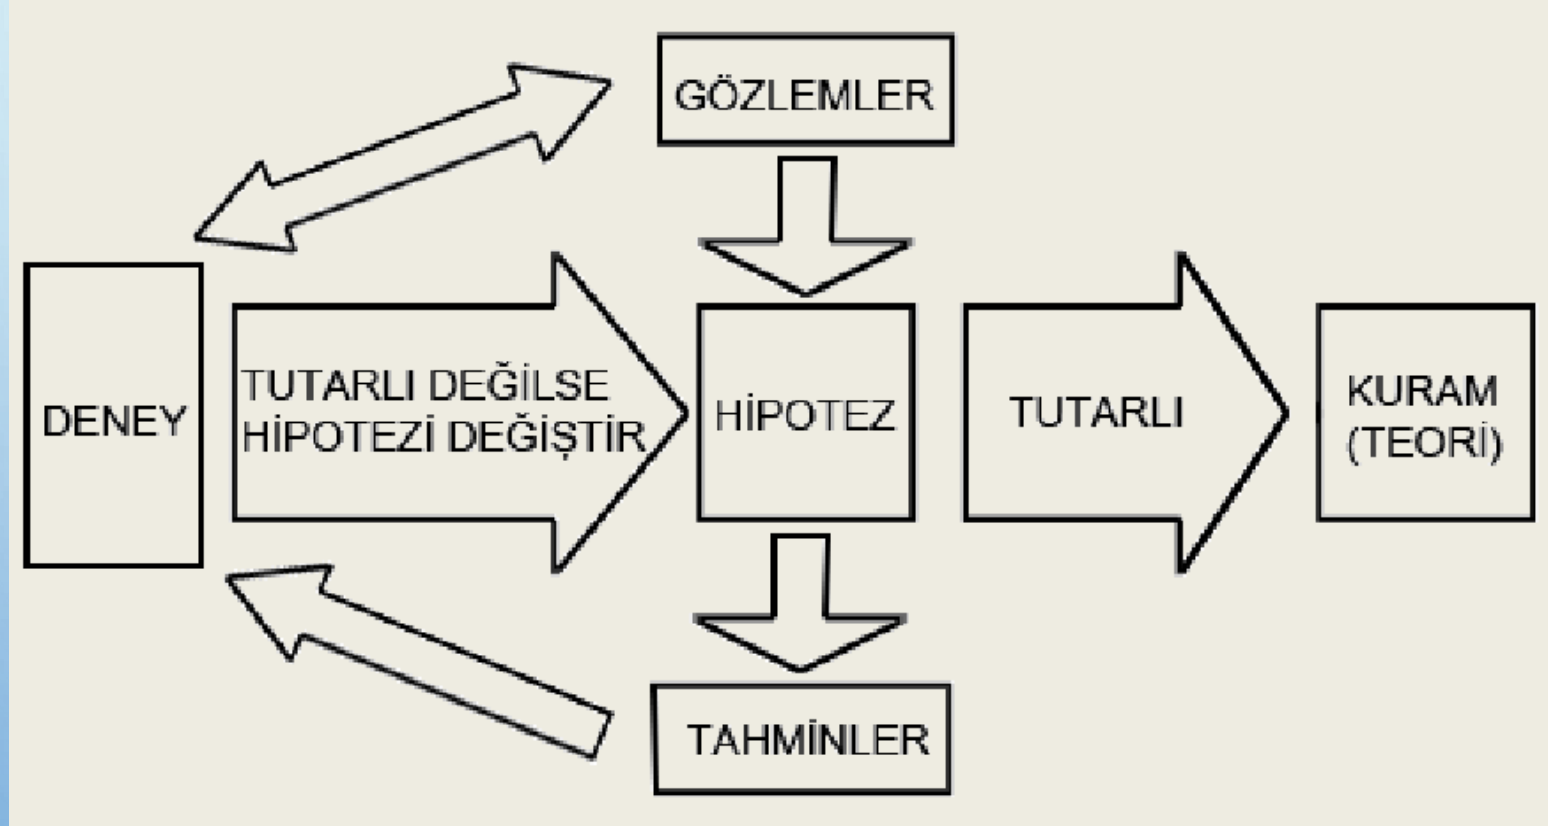 GÖZLEMLER
DENEY
TUTARLI DEĞİLSE
HİPOTEZİ DEĞİŞTİR
HİPOTEZ
TUTARLI
KURAM
(TEORİ)
TAHMİNLER